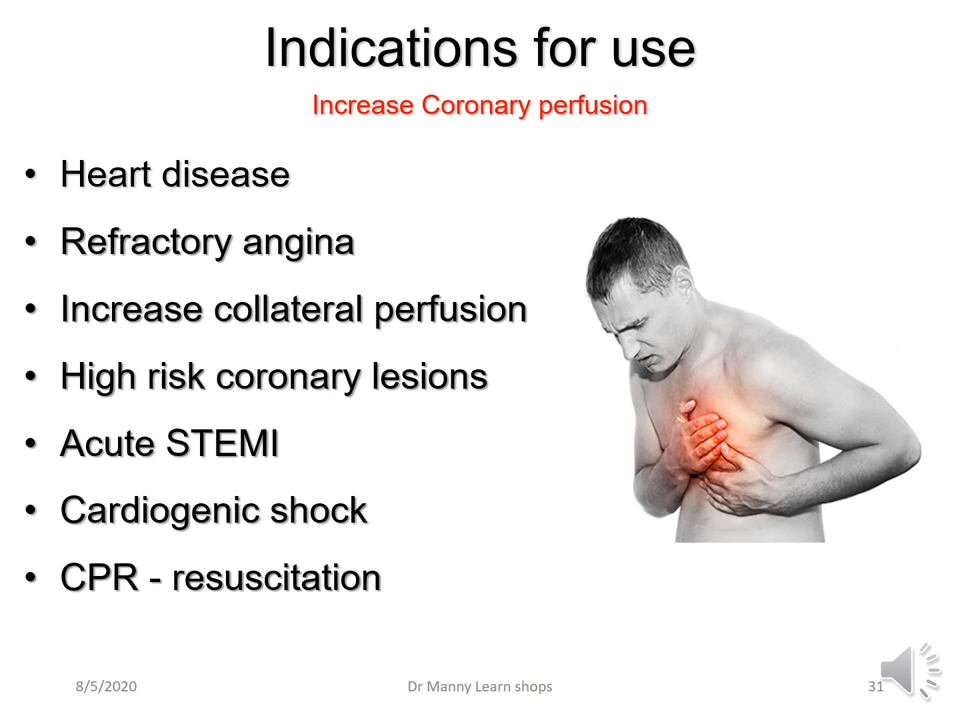 Indications for use
Increase Coronary perfusion
• Heart disease
• Refractory angina
• Increase collateral perfusion
• High risk coronary lesions
• Acute STEMI
• Cardiogenic shock
• CPR - resuscitation
8/5/2020
Dr Manny Learn shops
31